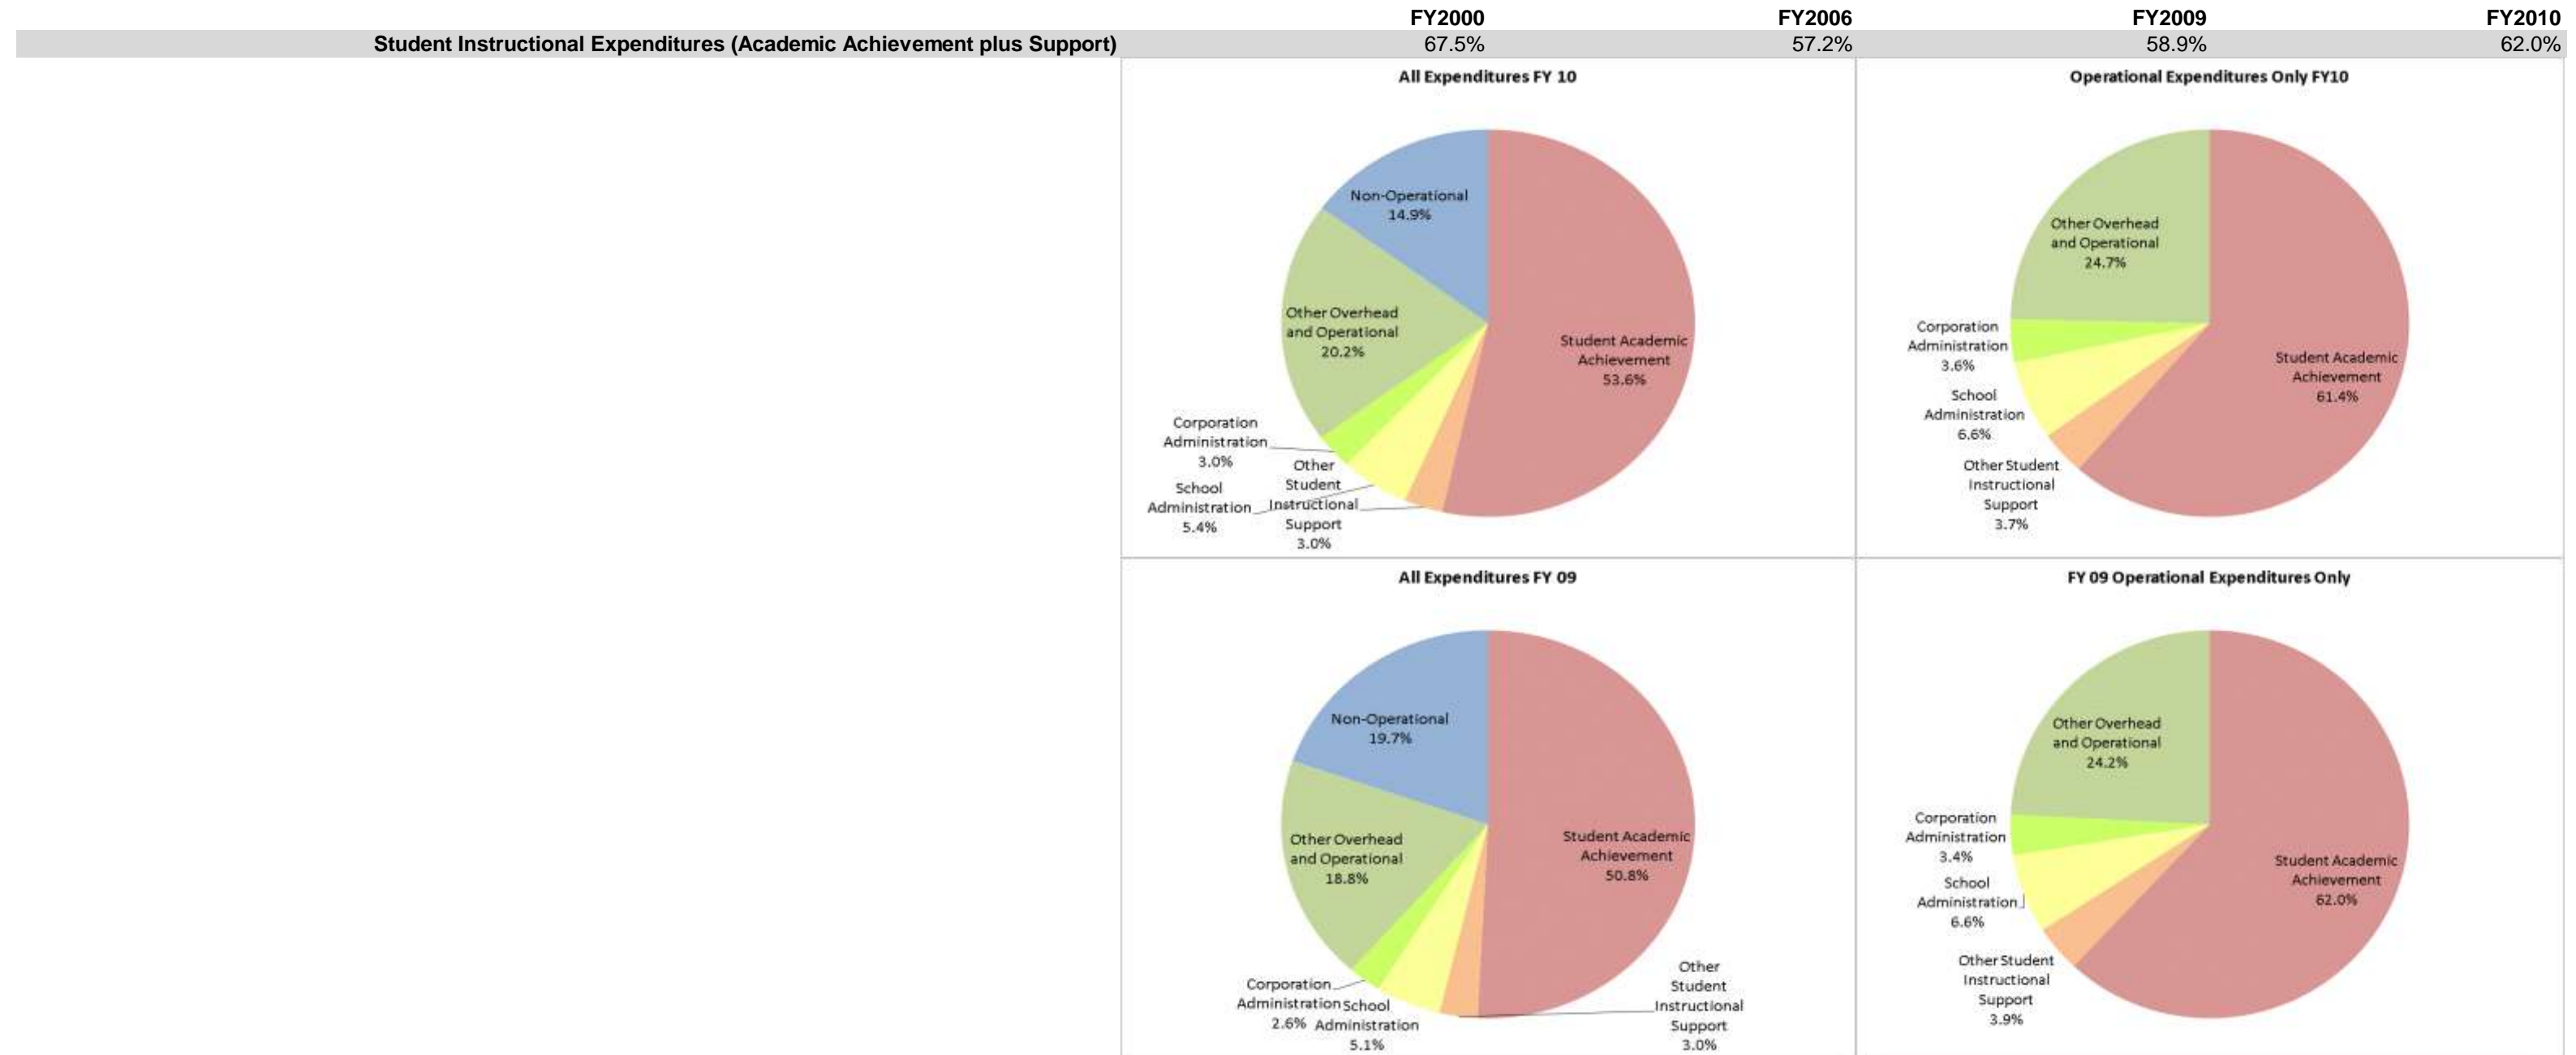 FY2000 FY2006 FY2009 FY2010
Student Instructional Expenditures (Academic Achievement plus Support) 67.5% 57.2% 58.9% 62.0%
All Expenditures FY 10
Non-Operational
14.9%
Other Overhead
and Operational
20.2%
Student Academic
Achievement
53.6%
Corporation
Administration
3.0%
School
Administration
5.4%
Other
Student
Instructional
Support
3.0%
Operational Expenditures Only FY10
Other Overhead
and Operational
24.7%
Corporation
Administration
3.6%
School
Administration
6.6%
Other Student
Instructional
Support
3.7%
Student Academic
Achievement
61.4%
All Expenditures FY 09
Non-Operational
19.7%
Other Overhead
and Operational
18.8%
Student Academic
Achievement
50.8%
Corporation
Administration
2.6%
School
Administration
5.1%
Other
Student
Instructional
Support
3.0%
FY 09 Operational Expenditures Only
Other Overhead
and Operational
24.2%
Corporation
Administration
3.4%
School
Administration
6.6%
Other Student
Instructional
Support
3.9%
Student Academic
Achievement
62.0%